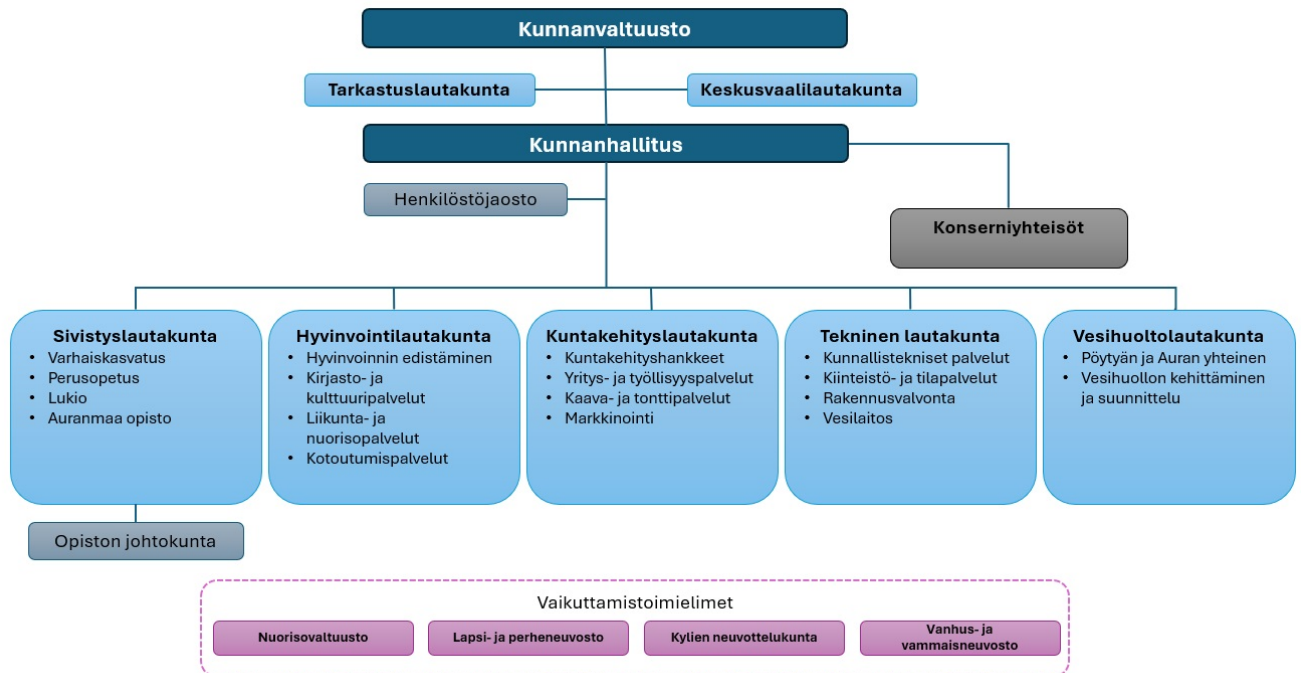 Kunnanvaltuusto
Tarkastuslautakunta
Keskusvaalilautakunta
Kunnanhallitus
Henkilöstöjaosto
Konserniyhteisöt
Sivistyslautakunta
• Varhaiskasvatus
• Perusopetus
• Lukio
• Auranmaa opisto
Hyvinvointilautakunta
• Hyvinvoinnin edistäminen
• Kirjasto- ja
kulttuuripalvelut
• Liikunta- ja
nuorisopalvelut
• Kotoutumispalvelut
Kuntakehityslautakunta
• Kuntakehityshankkeet
• Yritys- ja työllisyyspalvelut
• Kaava- ja tonttipalvelut
• Markkinointi
Tekninen lautakunta
• Kunnallistekniset palvelut
• Kiinteistö- ja tilapalvelut
• Rakennusvalvonta
• Vesilaitos
Vesihuoltolautakunta
• Pöytyän ja Auran yhteinen
• Vesihuollon kehittäminen
ja suunnittelu
Opiston johtokunta
Vaikuttamistoimielimet
Nuorisovaltuusto
Lapsi- ja perheneuvosto
Kylien neuvottelukunta
Vanhus- ja
vammaisneuvosto